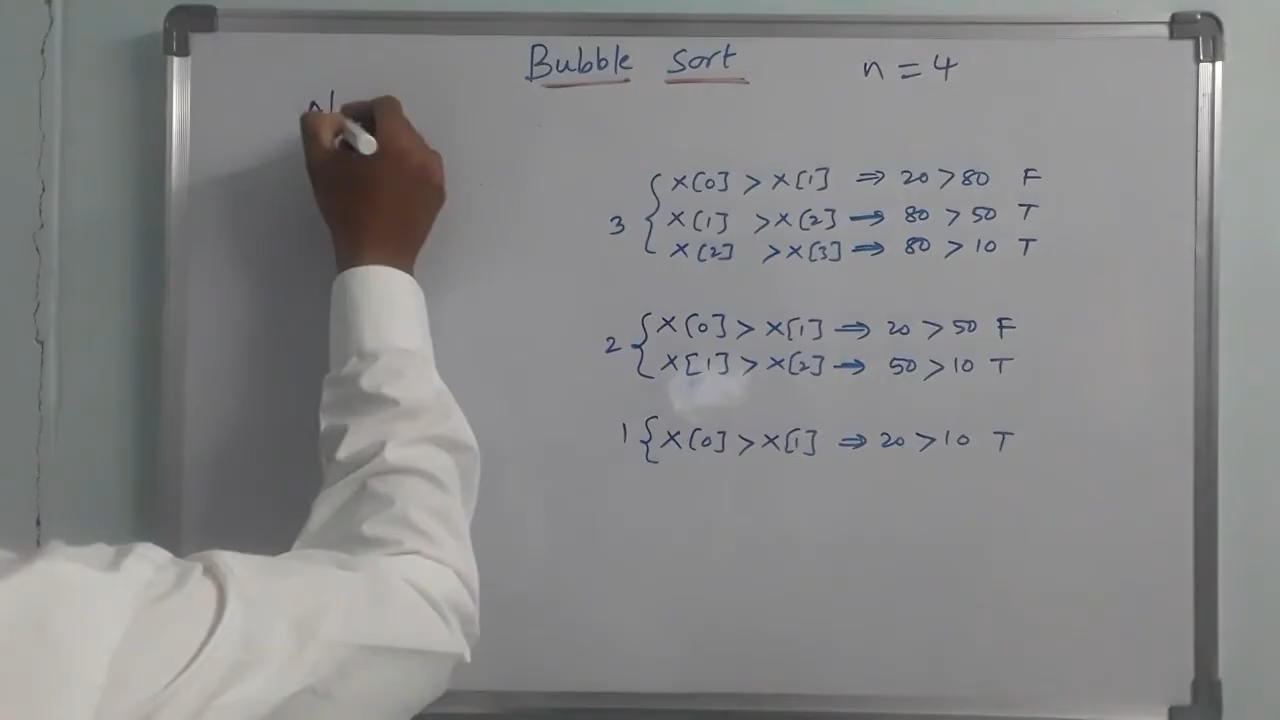 Bubble Sort n = 4
3 { X[0] > X[1] ⇒ 20 > 80 F
X[1] > X[2] ⇒ 80 > 50 T
X[2] > X[3] ⇒ 80 > 10 T
2 { X[0] > X[1] ⇒ 20 > 50 F
X[1] > X[2] ⇒ 50 > 10 T
1 { X[0] > X[1] ⇒ 20 > 10 T